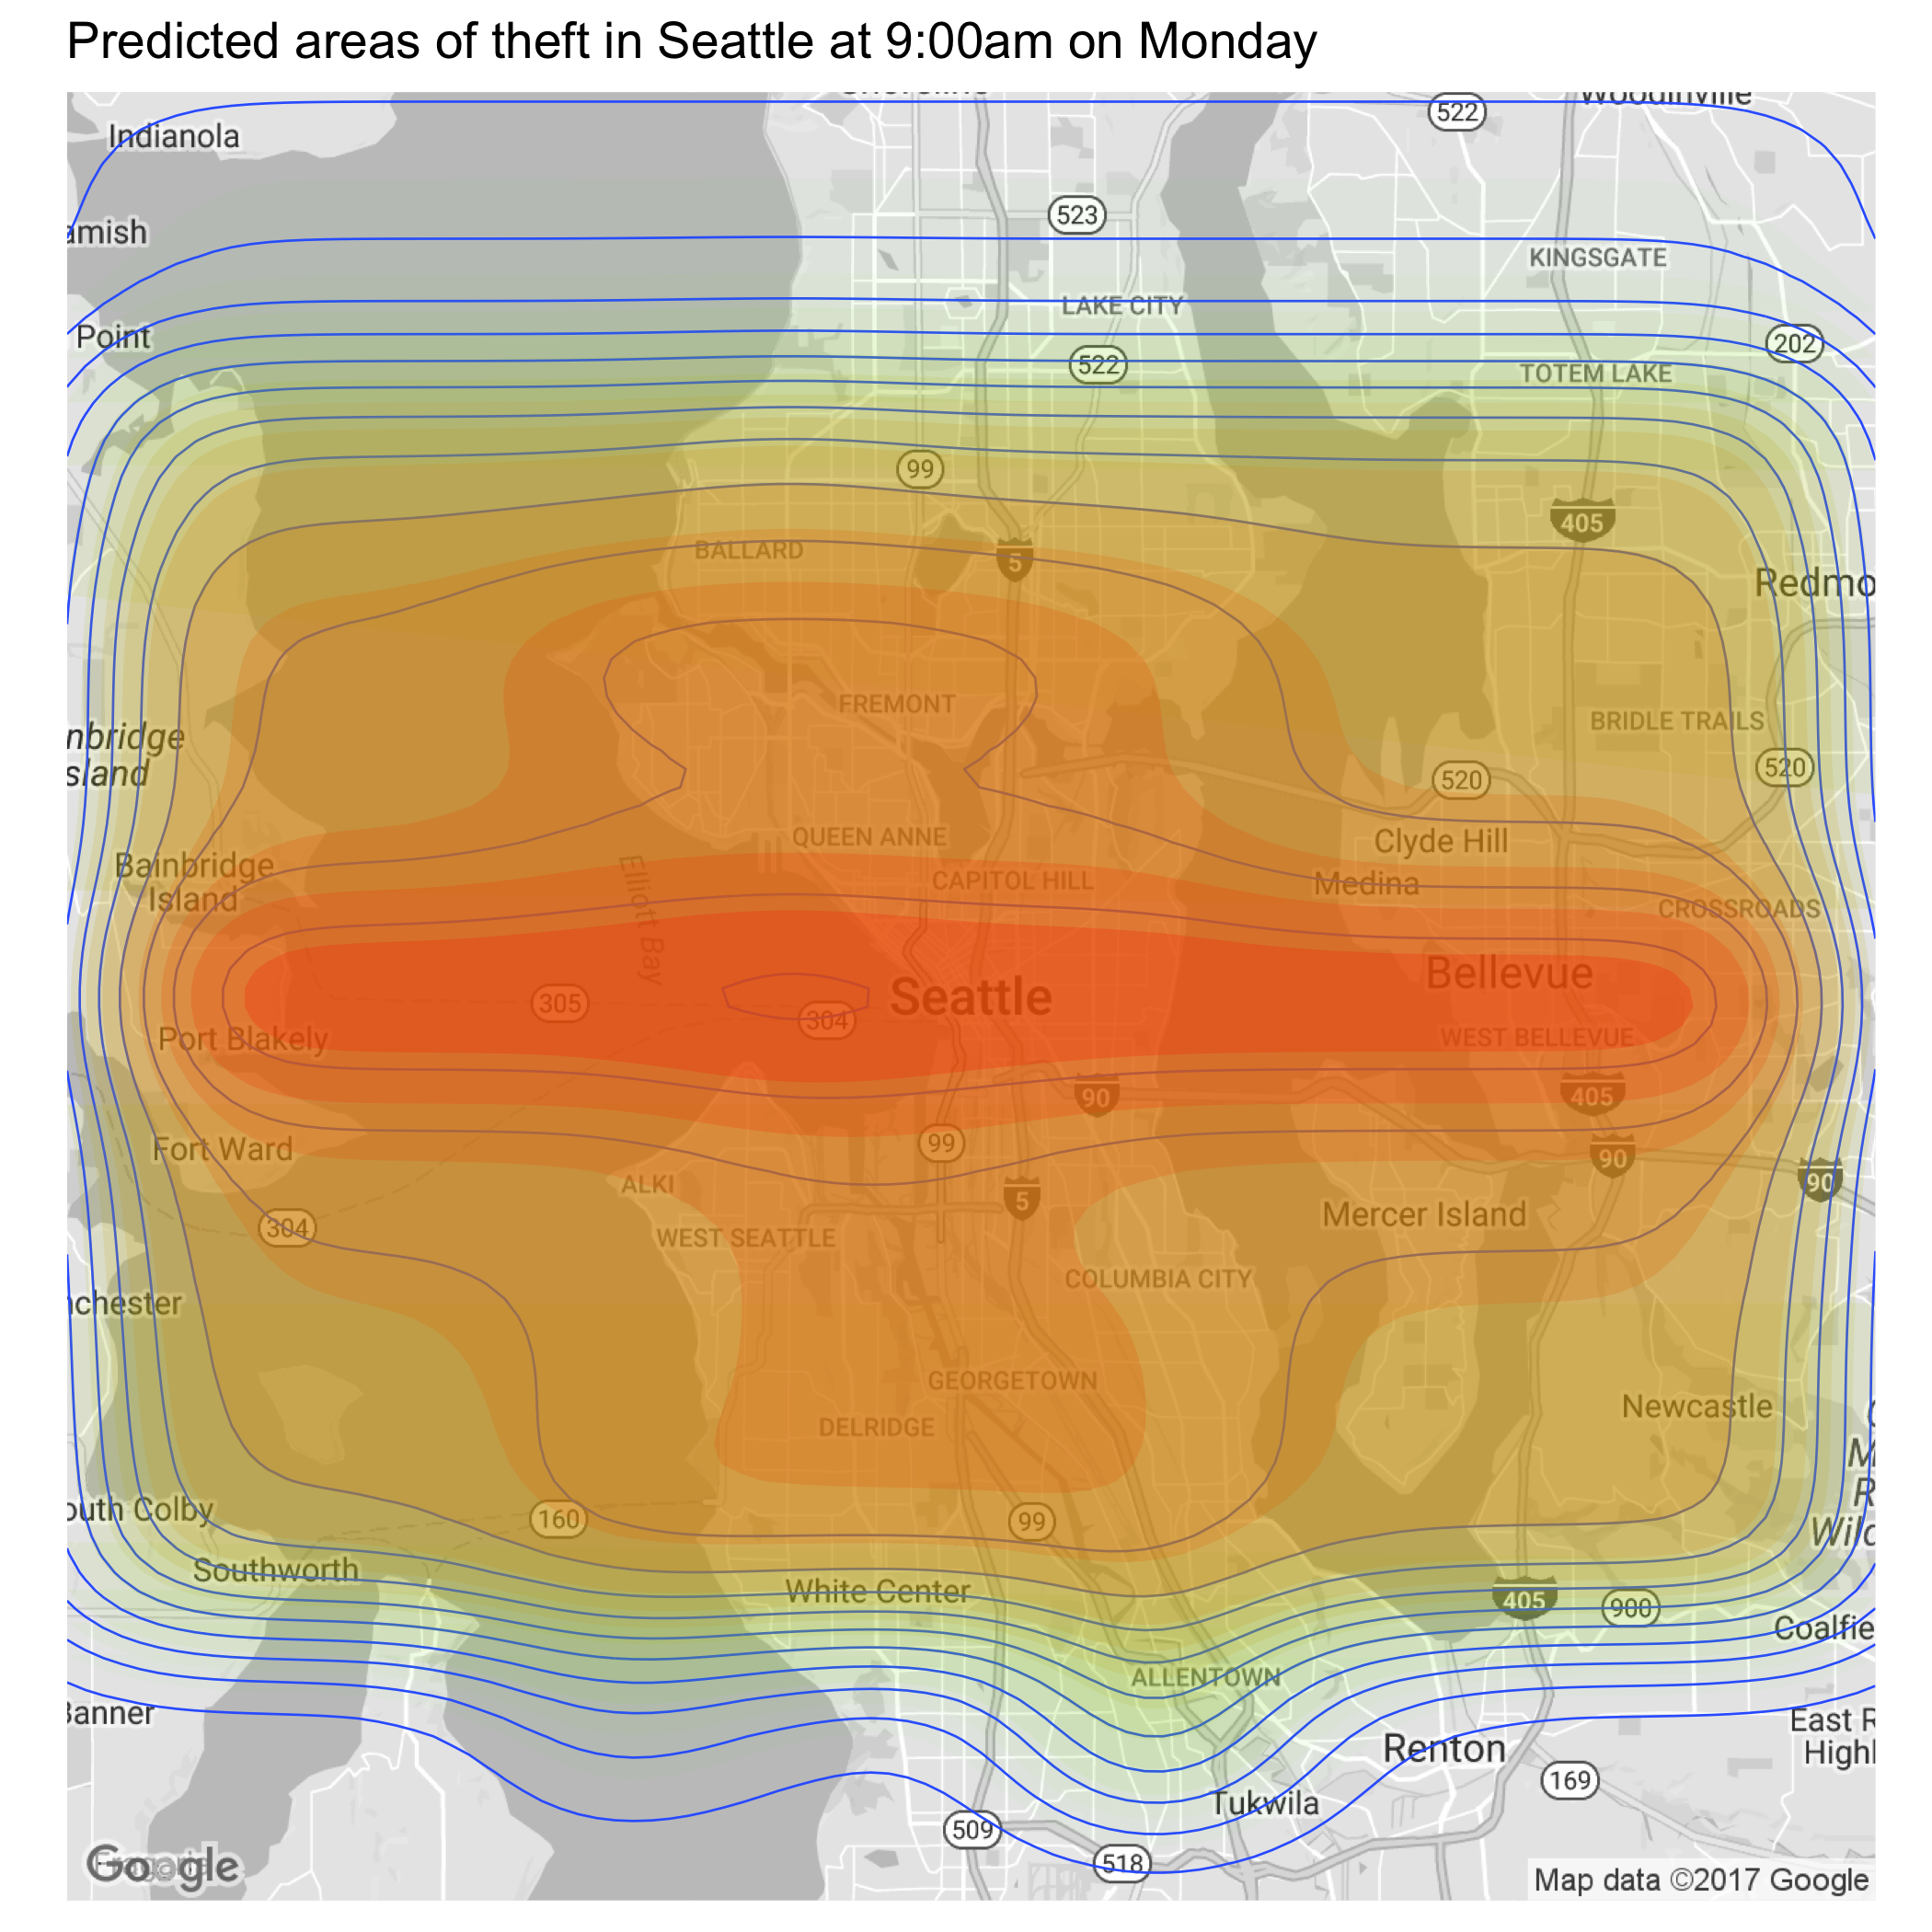 Predicted areas of theft in Seattle at 9:00am on Monday
Woodinville
522
Indianola
523
amish
KINGSGATE
LAKE CITY
Point
202
522
TOTEM LAKE
99
405
BALLARD
5
Redmo
FREMONT
BRIDLE TRAILS
nbridge
sland
520
520
QUEEN ANNE
Clyde Hill
Bainbridge
Island
CAPITOL HILL
Medina
CROSSROADS
Elliott Bay
Seattle
Bellevue
305
304
Port Blakely
WEST BELLEVUE
90
405
Fort Ward
99
90
90
ALKI
5
304
WEST SEATTLE
Mercer Island
COLUMBIA CITY
nchester
GEORGETOWN
DELRIDGE
Newcastle
C
M
R
Wild
outh Colby
160
99
Southworth
White Center
405
900
Coalfie
ALLENTOWN
Banner
East R
Highl
Renton
169
Tukwila
509
518
Google
Map data ©2017 Google